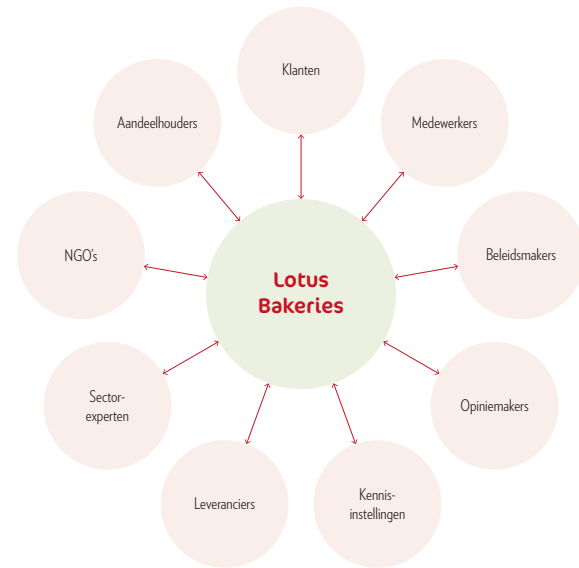 Klanten
Aandeelhouders
Medewerkers
NGO's
Lotus
Bakeries
Beleidsmakers
Sector-
experten
Opiniemakers
Leveranciers
Kennis-
instellingen